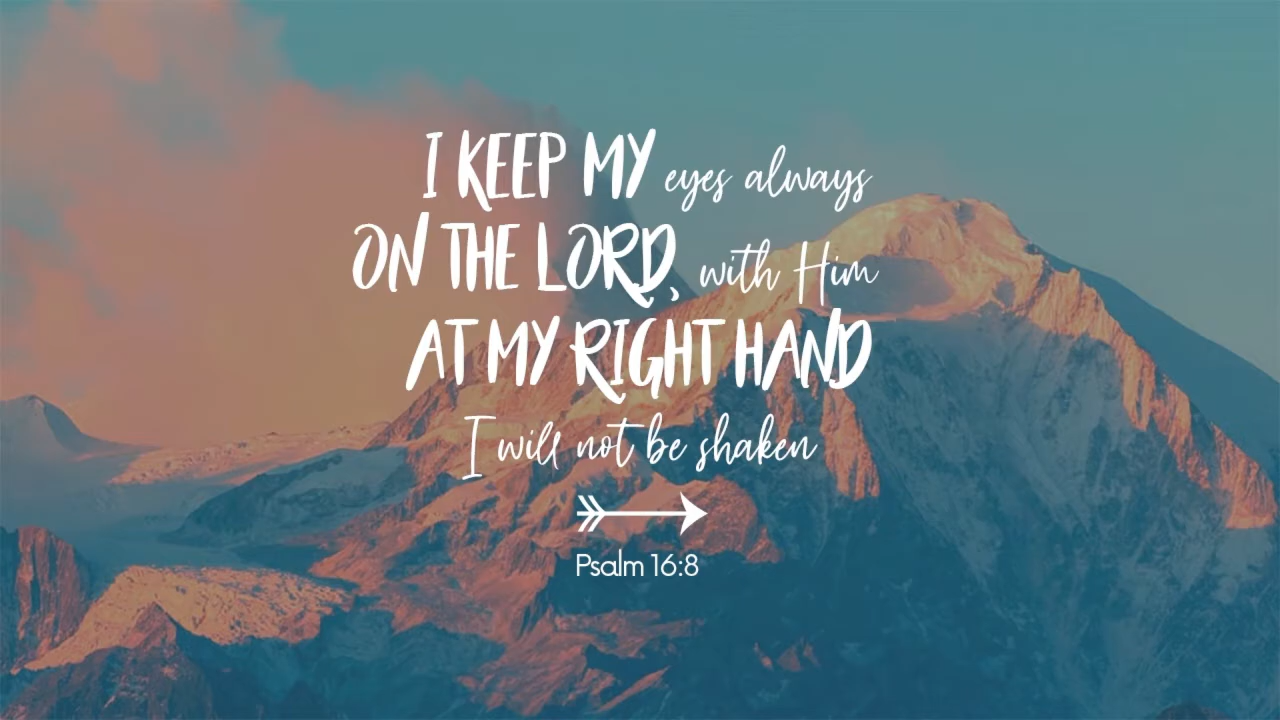 I KEEP MY eyes always
ON THE LORD, with Him
AT MY RIGHT HAND
I will not be shaken
Psalm 16:8